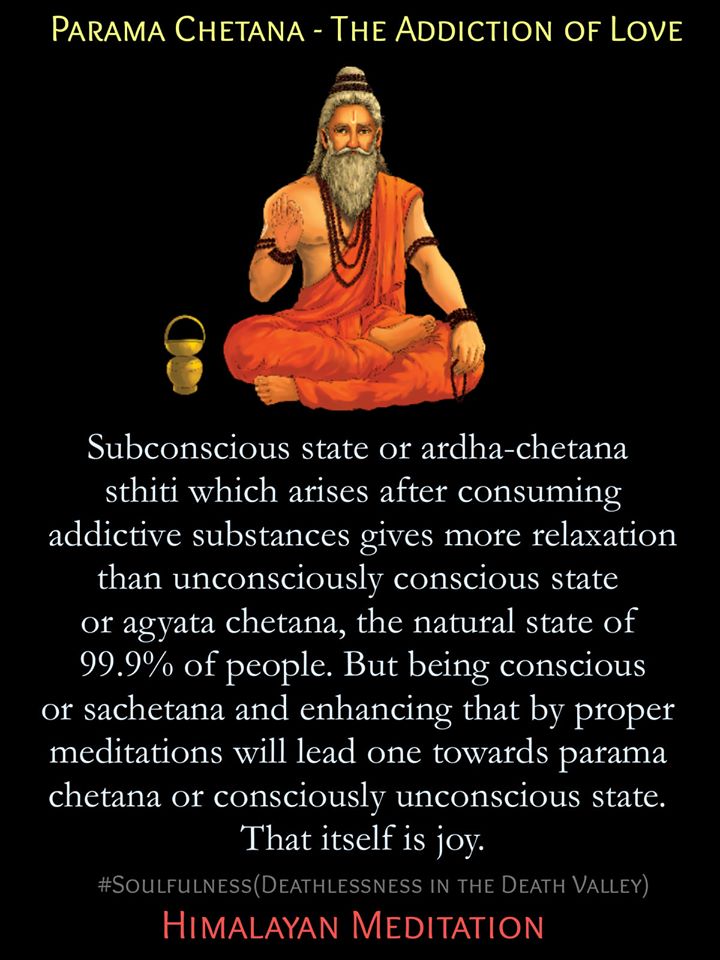 Parama Chetana - The Addiction of Love
Subconscious state or ardha-chetana
sthiti which arises after consuming
addictive substances gives more relaxation
than unconsciously conscious state
or agyata chetana, the natural state of
99.9% of people. But being conscious
or sachetana and enhancing that by proper
meditations will lead one towards parama
chetana or consciously unconscious state.
That itself is joy.
#Soulfulness(Deathlessness in the Death Valley)
Himalayan Meditation